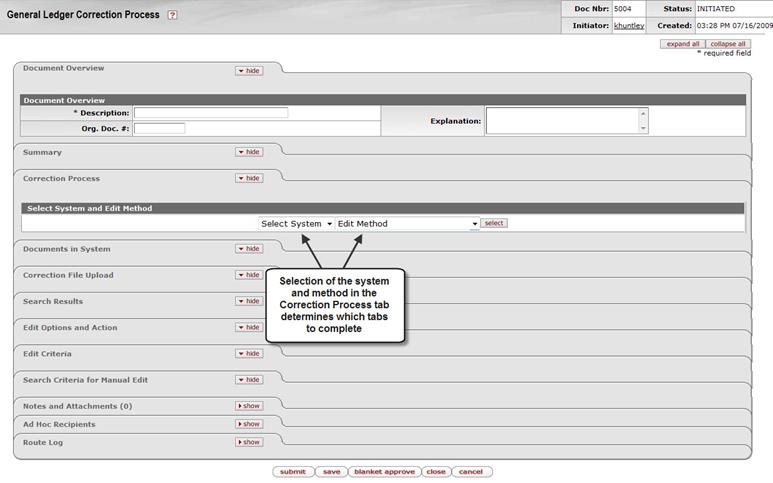 General Ledger Correction Process ?
Doc Nbr: 5004 Status: INITIATED
Initiator: khuntley Created: 03:28 PM 07/16/2009
expand all collapse all
* required field
Document Overview hide
Document Overview
* Description: Explanation:
Org. Doc. #:
Summary hide
Correction Process hide
Select System and Edit Method
Select System Edit Method select
Documents in System hide
Correction File Upload hide
Search Results hide
Edit Options and Action hide
Edit Criteria hide
Search Criteria for Manual Edit hide
Selection of the system
and method in the
Correction Process tab
determines which tabs
to complete
Notes and Attachments (0) show
Ad Hoc Recipients show
Route Log show
submit save blanket approve close cancel